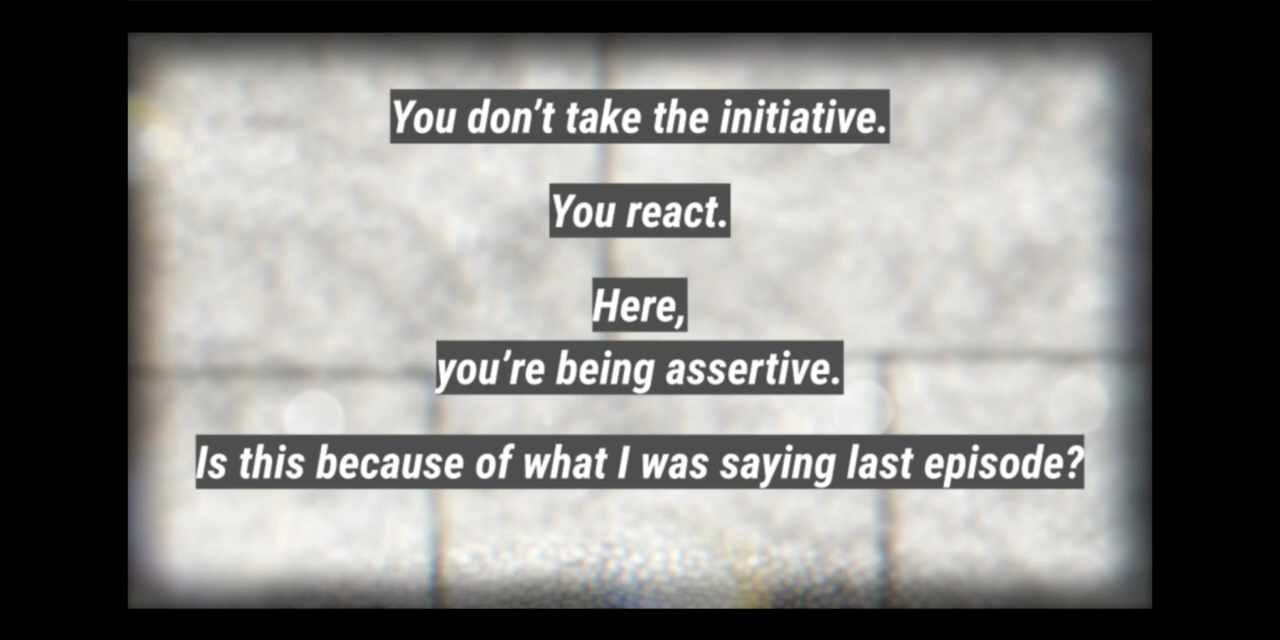 You don’t take the initiative.
You react.
Here,
you’re being assertive.
Is this because of what I was saying last episode?